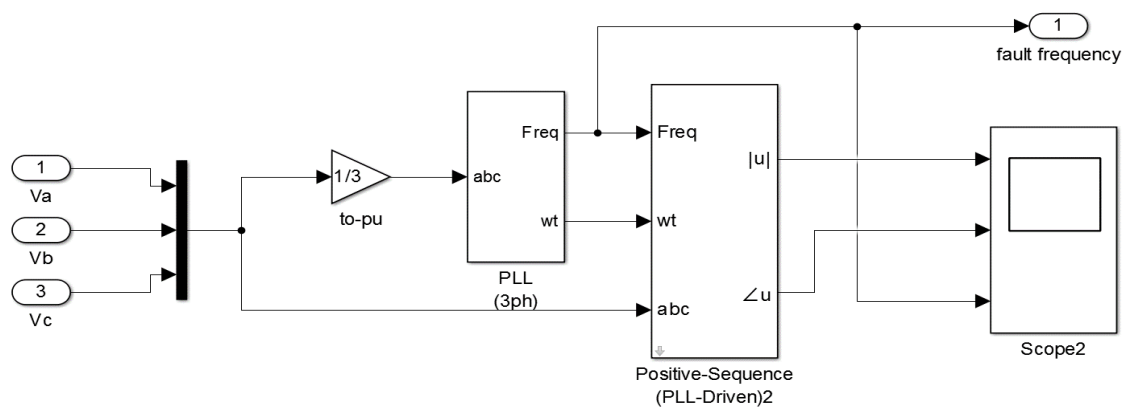 1
fault frequency
Freq
wt
abc
PLL
(3ph)
Freq
wt
abc
|u|
∠u
Positive-Sequence
(PLL-Driven)2
1
Va
2
Vb
3
Vc
1/3
to-pu
Scope2